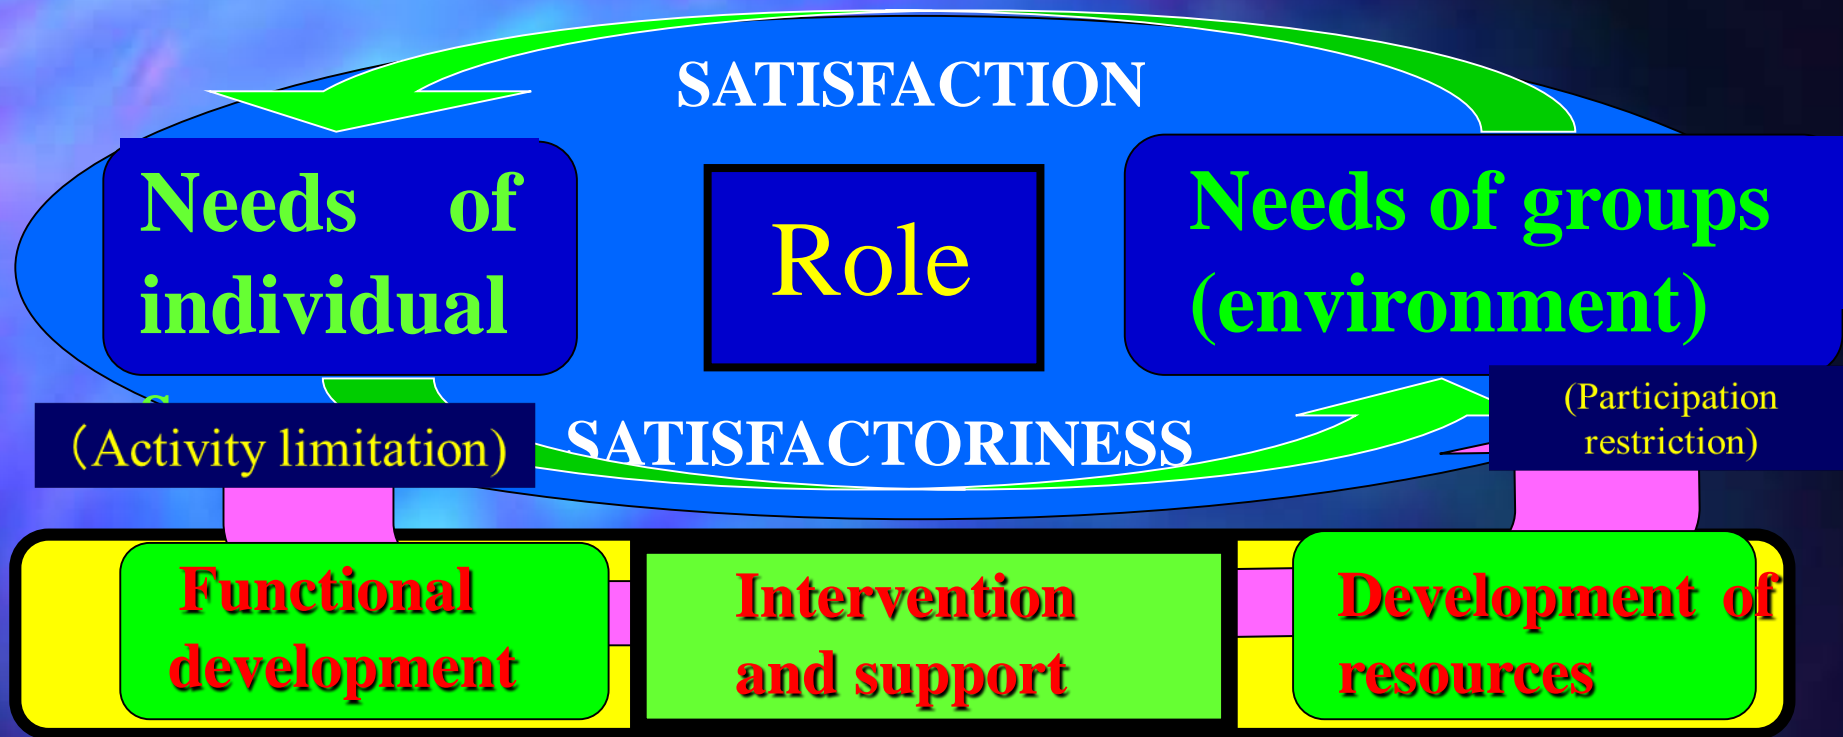 SATISFACTION
Needs of
individual
s
Role
Needs of groups
(environment)
(Activity limitation)
SATISFACTORINESS
(Participation
restriction)
Functional
development
Intervention
and support
Development of
resources